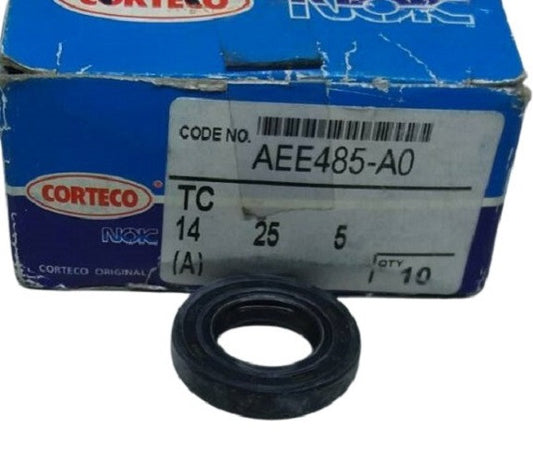 CORTECO
NOK
CODE NO.
AEE485-A0
TC
14 25 5
(A)
QTY
10
CORTECO
NOK
CORTECO ORIGINAL